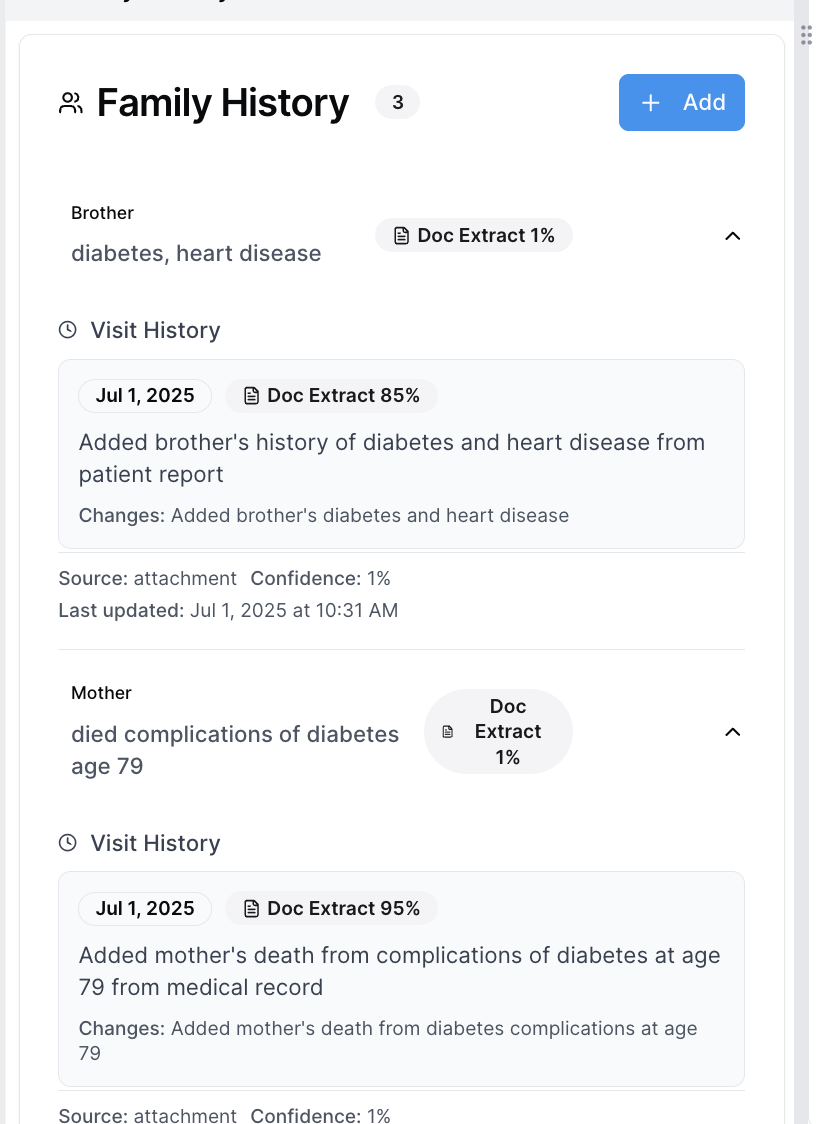 Family History 3 Add
Brother
diabetes, heart disease
Doc Extract 1%
Visit History
Jul 1, 2025 Doc Extract 85%
Added brother's history of diabetes and heart disease from
patient report
Changes: Added brother's diabetes and heart disease
Source: attachment Confidence: 1%
Last updated: Jul 1, 2025 at 10:31 AM
Mother
died complications of diabetes
age 79
Doc
Extract
1%
Visit History
Jul 1, 2025 Doc Extract 95%
Added mother's death from complications of diabetes at age
79 from medical record
Changes: Added mother's death from diabetes complications at age
79
Source: attachment Confidence: 1%